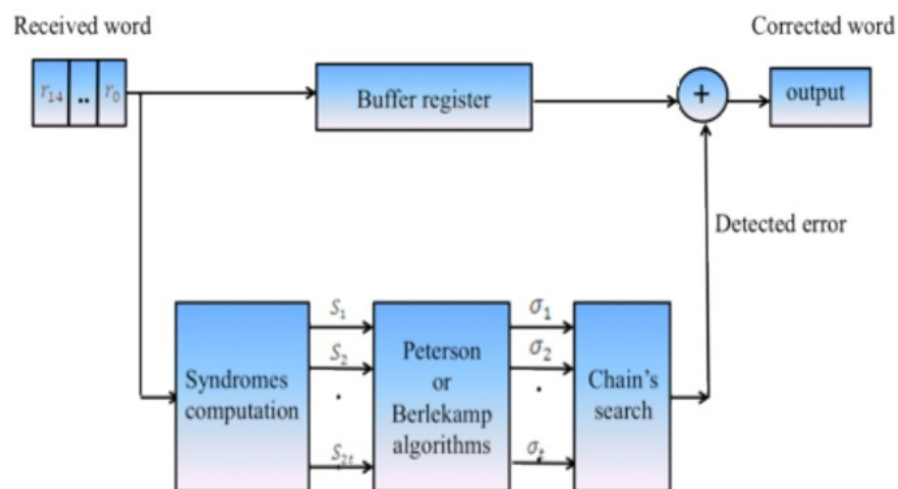 Received word
Corrected word
r₁₄ .. r₀
Buffer register
+
output
Detected error
Syndromes
computation
S₁
S₂
.
S₂ₜ
Peterson
or
Berlekamp
algorithms
σ₁
σ₂
.
σₜ
Chain's
search